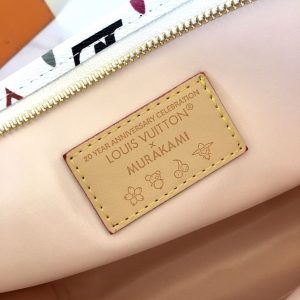 20 YEAR ANNIVERSARY CELEBRATION
LOUIS VUITTON
×
MURAKAMI